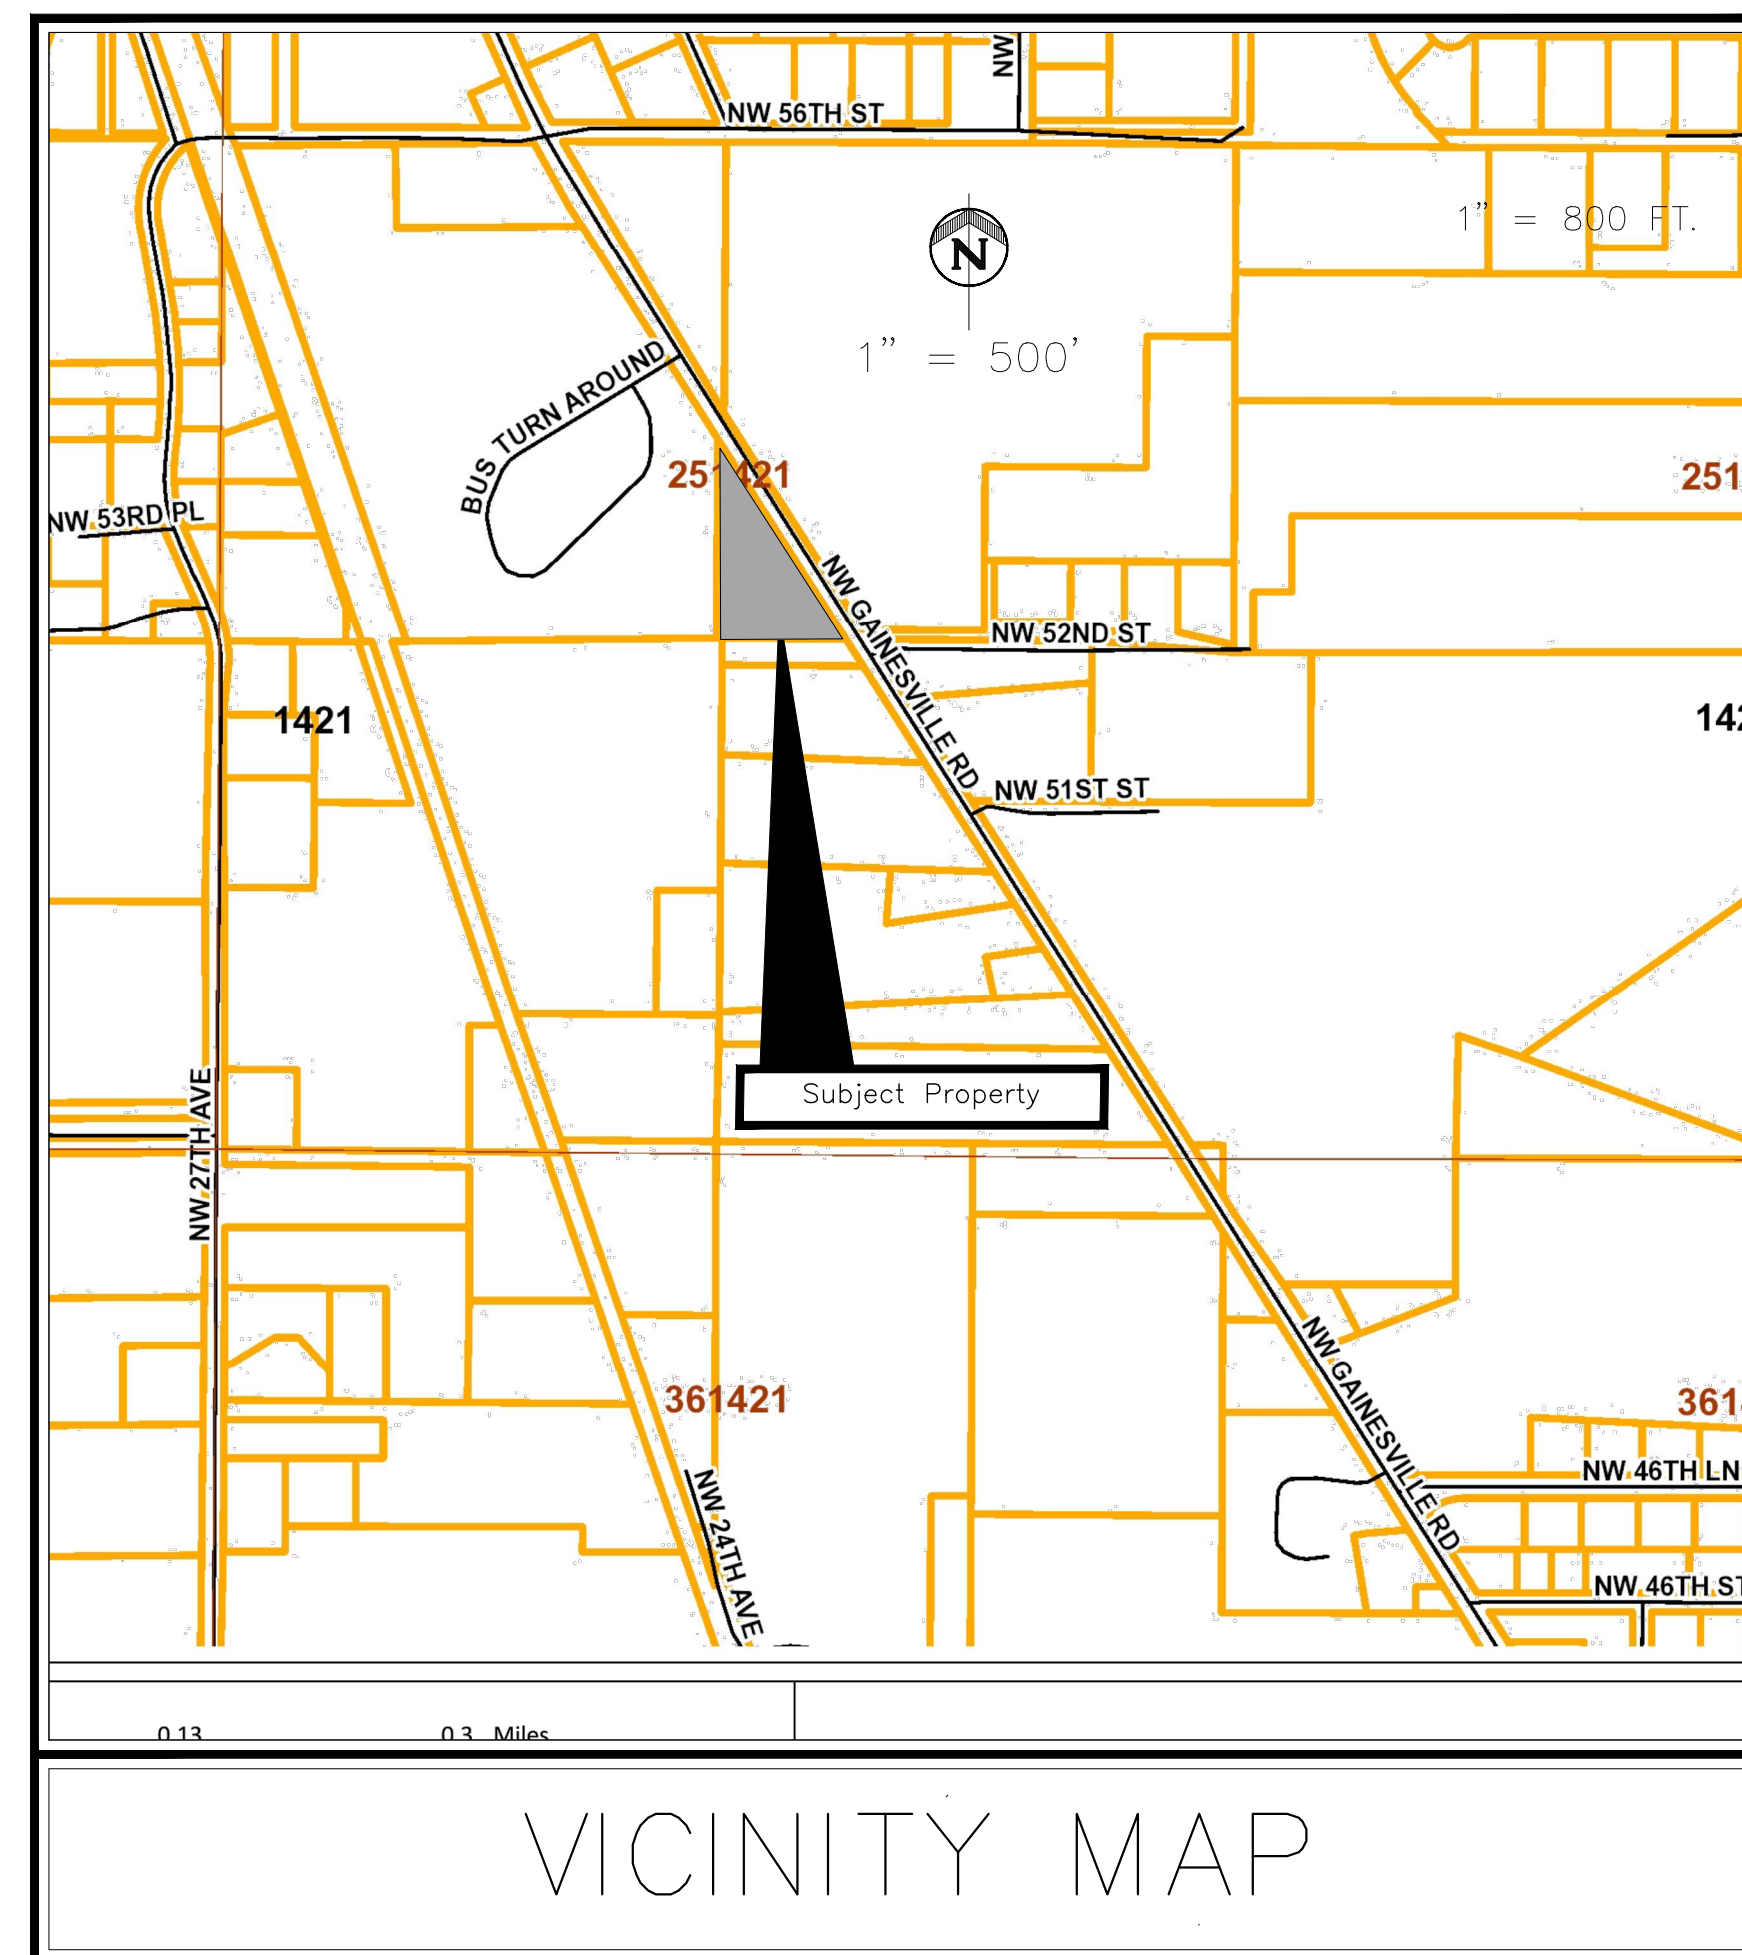 NW
NW 56TH ST
1" = 800 FT.
N
1" = 500'
BUS TURN AROUND
251421
251
NW 53RD PL
NW GAINESVILLE RD
NW 52ND ST
1421
142
NW 51ST ST
Subject Property
NW 27TH AVE
NW GAINESVILLE RD
361421
361
NW 46TH LN
NW 24TH AVE
NW 46TH ST
0.13
0.3 Miles
VICINITY MAP